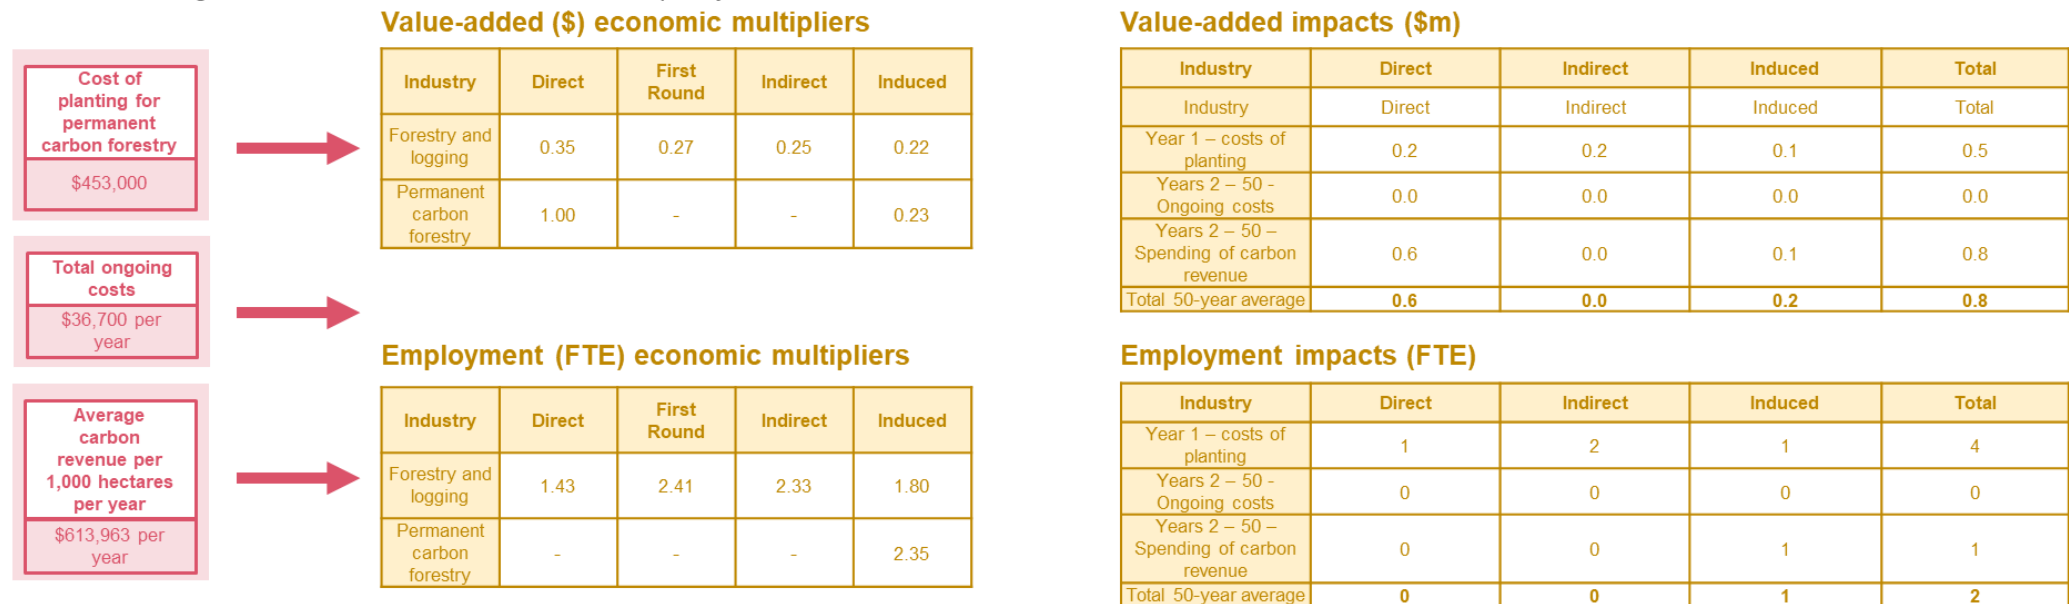 Cost of
planting for
permanent
carbon forestry
$453,000
Total ongoing
costs
$36,700 per
year
Average
carbon
revenue per
1,000 hectares
per year
$613,963 per
year
Value-added ($) economic multipliers
Industry Direct First Round Indirect Induced
Forestry and logging 0.35 0.27 0.25 0.22
Permanent carbon forestry 1.00 - - 0.23
Employment (FTE) economic multipliers
Industry Direct First Round Indirect Induced
Forestry and logging 1.43 2.41 2.33 1.80
Permanent carbon forestry - - - 2.35
Value-added impacts ($m)
Industry Direct Indirect Induced Total
Industry Direct Indirect Induced Total
Year 1 – costs of planting 0.2 0.2 0.1 0.5
Years 2 – 50 - Ongoing costs 0.0 0.0 0.0 0.0
Years 2 – 50 – Spending of carbon revenue 0.6 0.0 0.1 0.8
Total 50-year average 0.6 0.0 0.2 0.8
Employment impacts (FTE)
Industry Direct Indirect Induced Total
Year 1 – costs of planting 1 2 1 4
Years 2 – 50 - Ongoing costs 0 0 0 0
Years 2 – 50 – Spending of carbon revenue 0 0 1 1
Total 50-year average 0 0 1 2